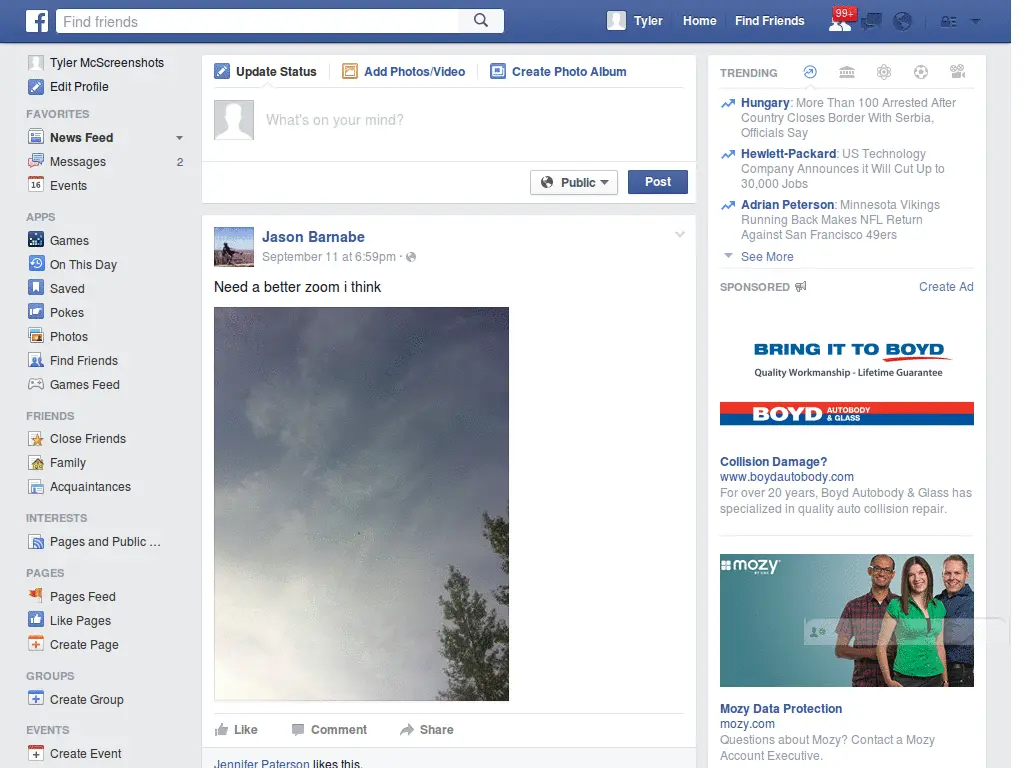 Find friends
Tyler
Home
Find Friends
99+
Tyler McScreenshots
Edit Profile
FAVORITES
News Feed
Messages 2
16 Events
APPS
Games
On This Day
Saved
Pokes
Photos
Find Friends
Games Feed
FRIENDS
Close Friends
Family
Acquaintances
INTERESTS
Pages and Public ...
PAGES
Pages Feed
Like Pages
Create Page
GROUPS
Create Group
EVENTS
Create Event
Update Status
Add Photos/Video
Create Photo Album
What's on your mind?
Public
Post
Jason Barnabe
September 11 at 6:59pm ·
Need a better zoom i think
Like
Comment
Share
Jennifer Paterson likes this.
TRENDING
Hungary: More Than 100 Arrested After
Country Closes Border With Serbia,
Officials Say
Hewlett-Packard: US Technology
Company Announces it Will Cut Up to
30,000 Jobs
Adrian Peterson: Minnesota Vikings
Running Back Makes NFL Return
Against San Francisco 49ers
See More
SPONSORED
Create Ad
BRING IT TO BOYD
Quality Workmanship - Lifetime Guarantee
BOYD AUTOBODY
& GLASS
Collision Damage?
www.boydautobody.com
For over 20 years, Boyd Autobody & Glass has
specialized in quality auto collision repair.
mozy
Mozy Data Protection
mozy.com
Questions about Mozy? Contact a Mozy
Account Executive.